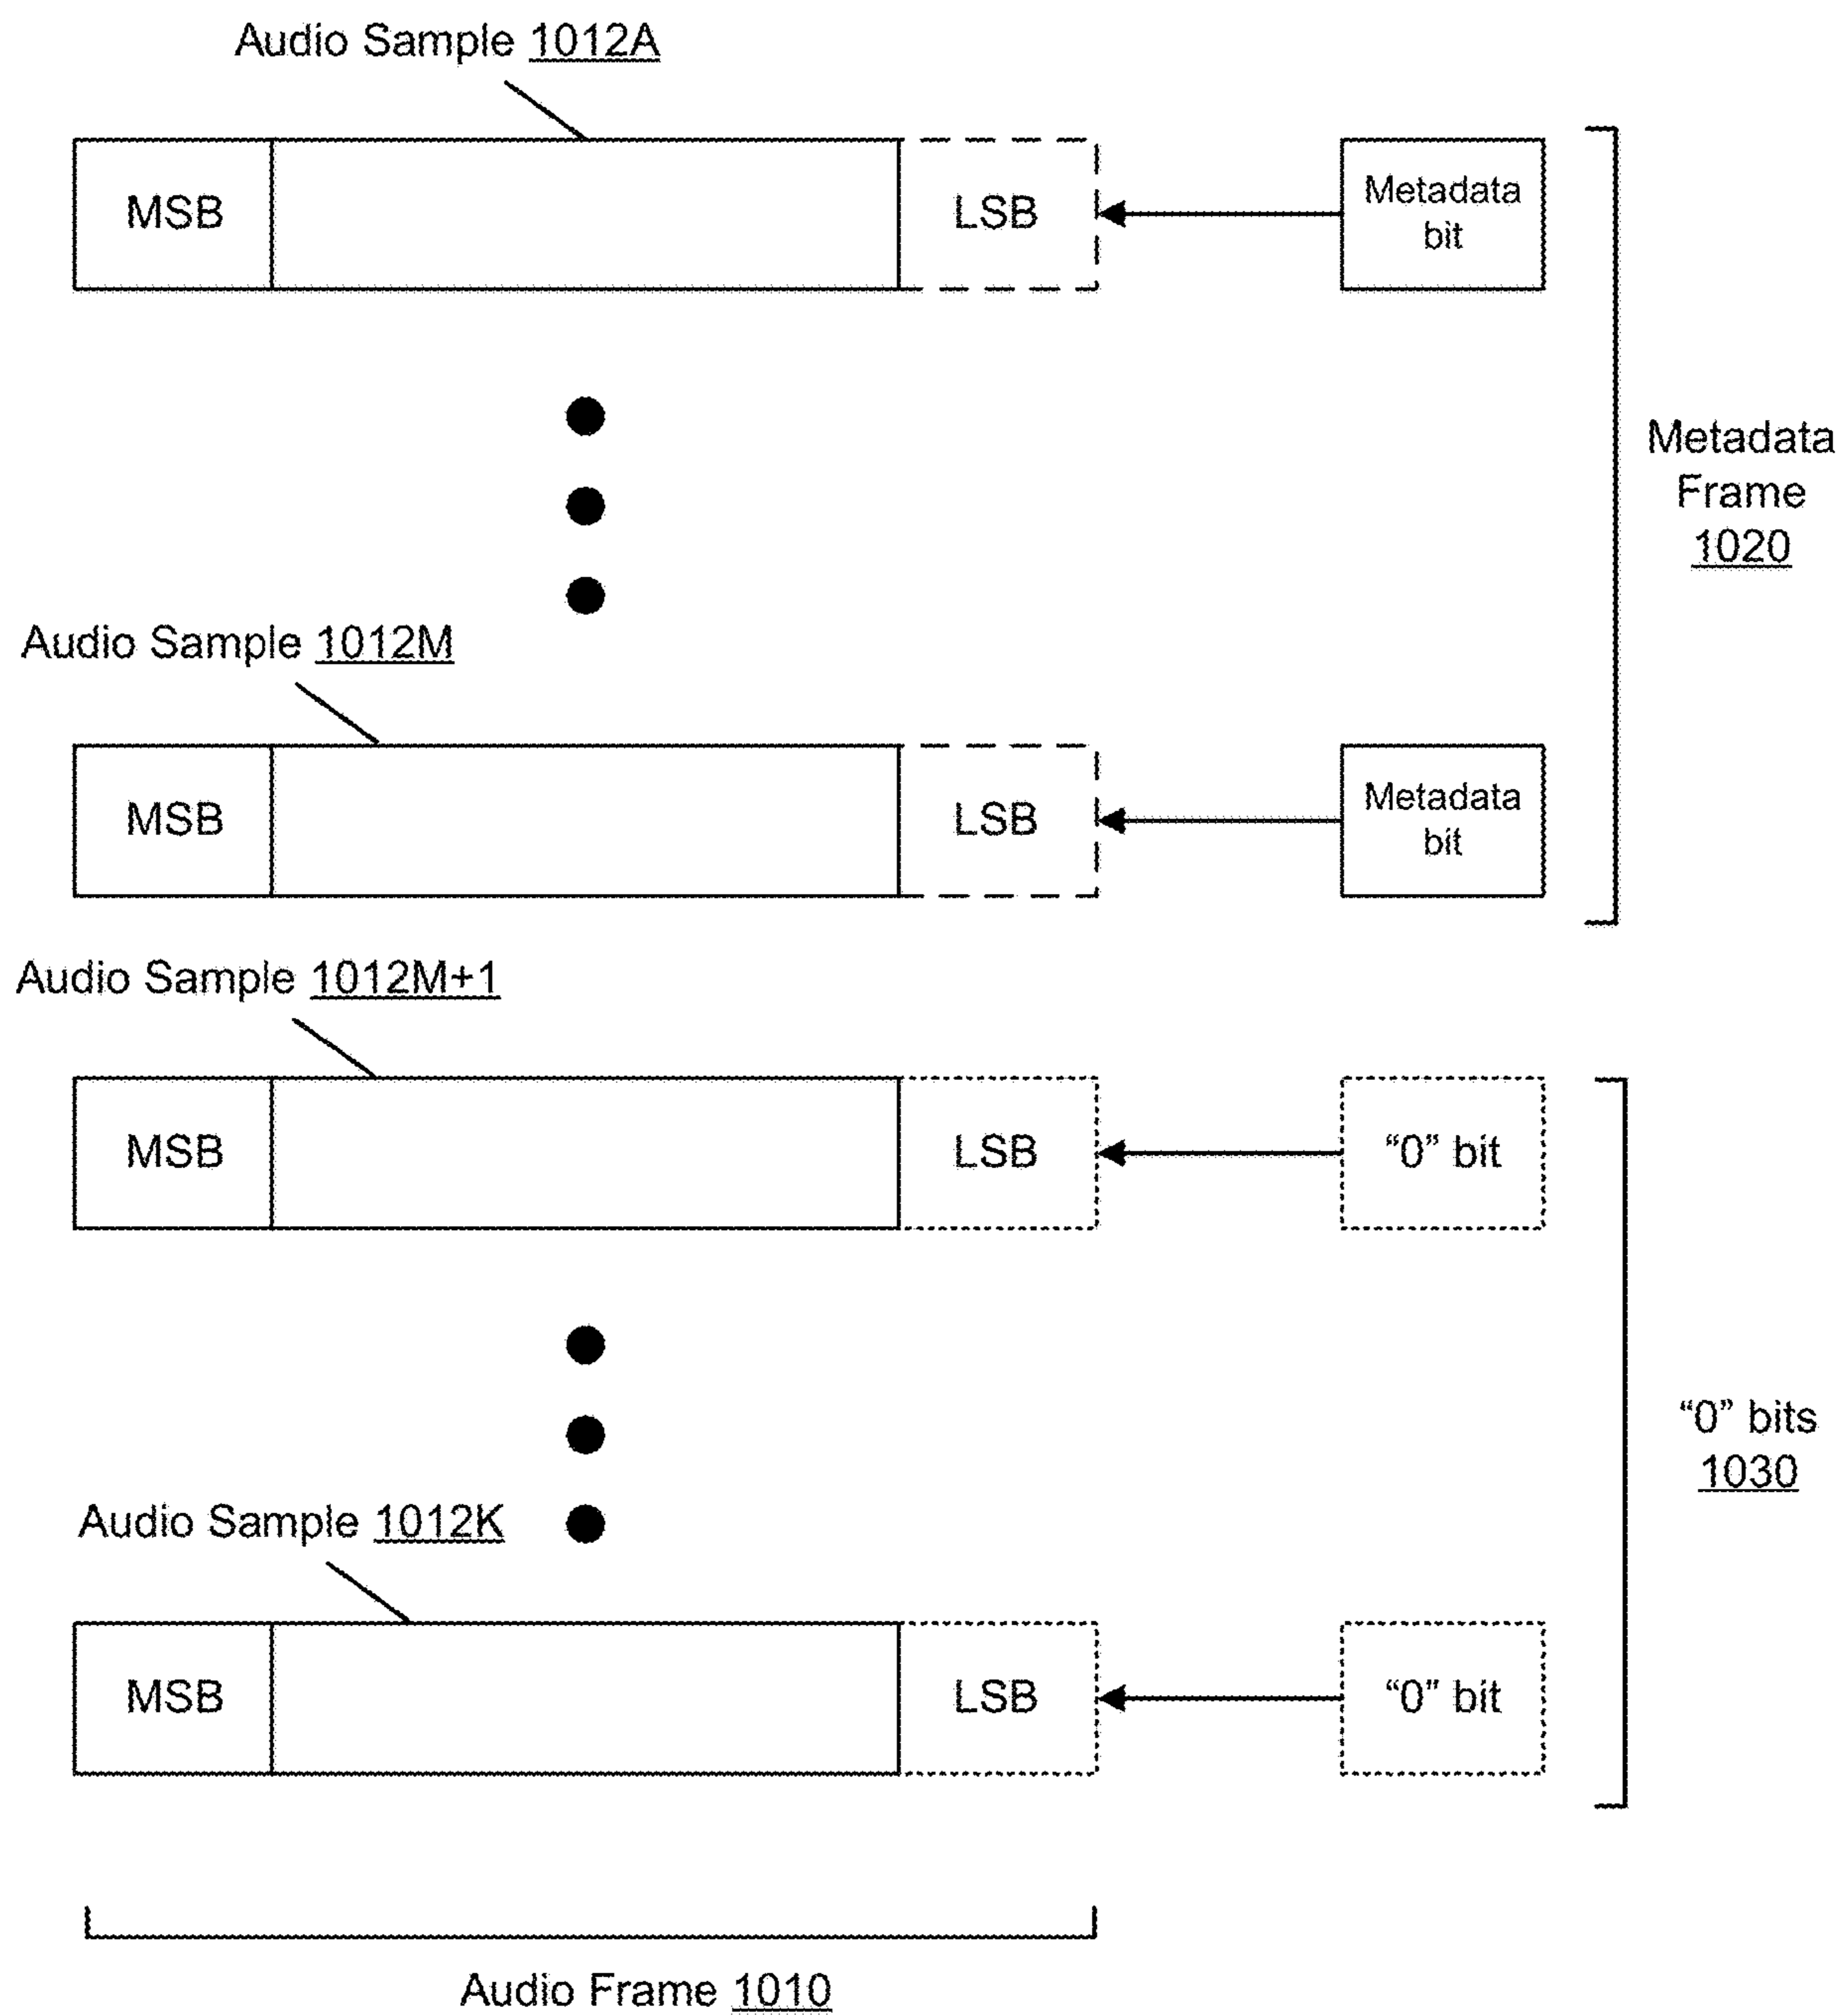 Audio Sample 1012A
MSB
LSB
Metadata
bit
Metadata
Frame
1020
Audio Sample 1012M
MSB
LSB
Metadata
bit
Audio Sample 1012M+1
MSB
LSB
“0” bit
“0” bits
1030
Audio Sample 1012K
MSB
LSB
“0” bit
Audio Frame 1010